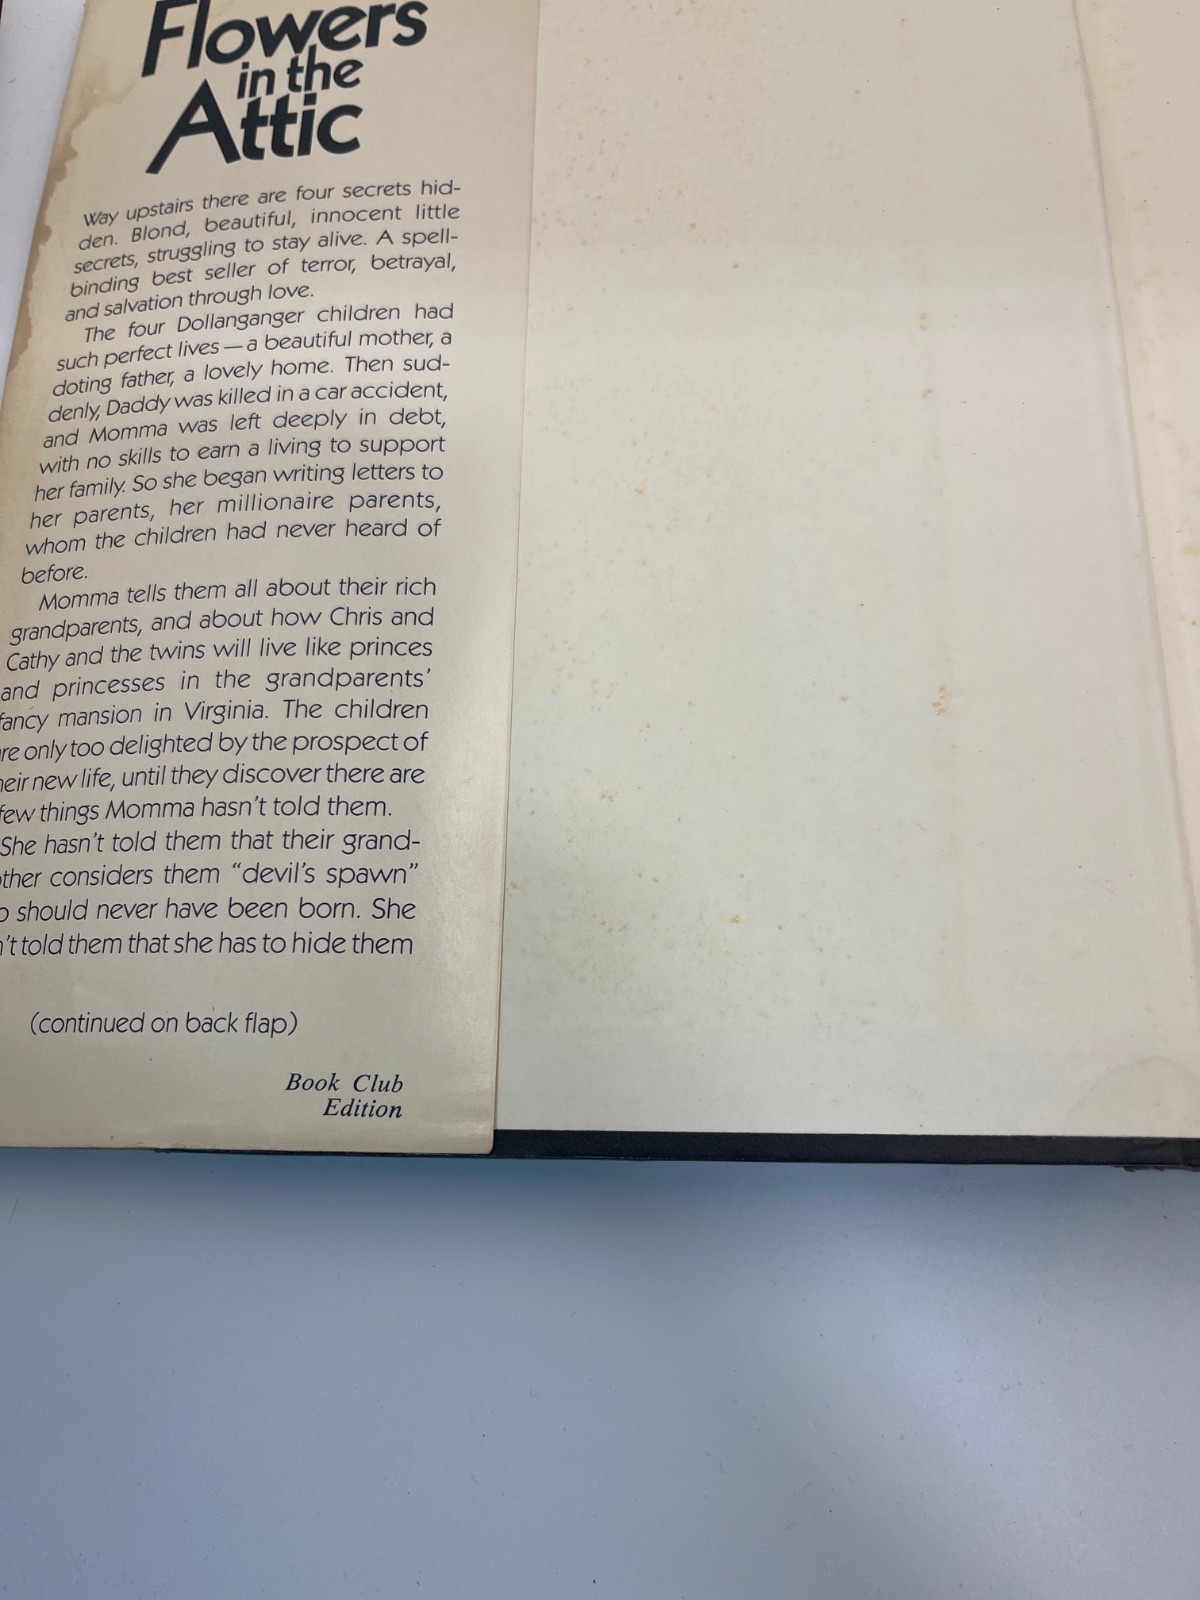 Flowers
in the
Attic
Way upstairs there are four secrets hid-
den. Blond, beautiful, innocent little
secrets, struggling to stay alive. A spell-
binding best seller of terror, betrayal,
and salvation through love.
The four Dollanganger children had
such perfect lives — a beautiful mother, a
doting father, a lovely home. Then sud-
denly, Daddy was killed in a car accident,
and Momma was left deeply in debt,
with no skills to earn a living to support
her family. So she began writing letters to
her parents, her millionaire parents,
whom the children had never heard of
before.
Momma tells them all about their rich
grandparents, and about how Chris and
Cathy and the twins will live like princes
and princesses in the grandparents’
fancy mansion in Virginia. The children
re only too delighted by the prospect of
heir new life, until they discover there are
few things Momma hasn’t told them.
She hasn’t told them that their grand-
other considers them “devil’s spawn”
o should never have been born. She
n’t told them that she has to hide them
(continued on back flap)
Book Club
Edition